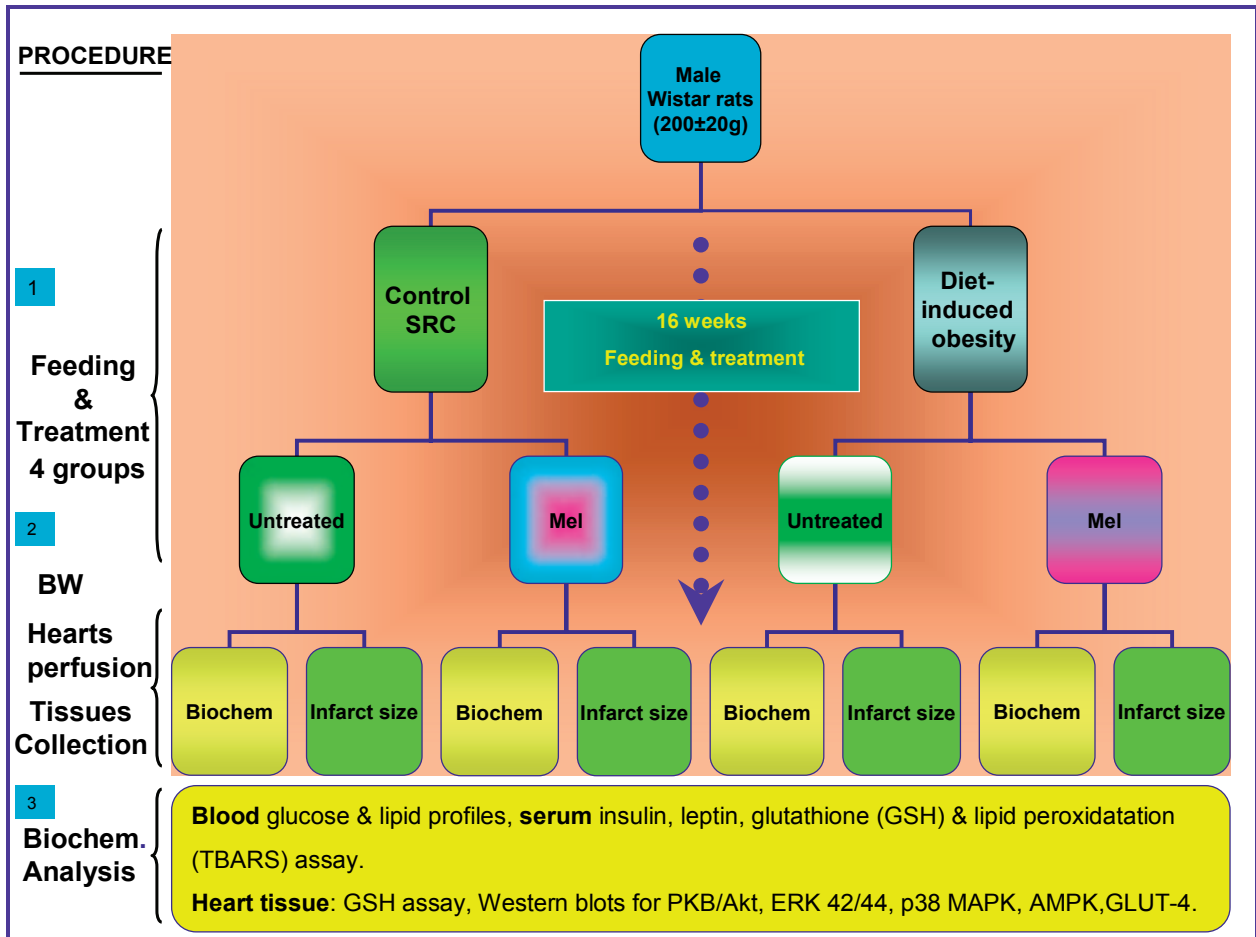 PROCEDURE
Male
Wistar rats
(200±20g)
1
Control
SRC
Diet-
induced
obesity
16 weeks
Feeding & treatment
Feeding
&
Treatment
4 groups
2
Untreated
Mel
Untreated
Mel
BW
Hearts
perfusion
Tissues
Collection
Biochem
Infarct size
Biochem
Infarct size
Biochem
Infarct size
Biochem
Infarct size
3
Biochem.
Analysis
Blood glucose & lipid profiles, serum insulin, leptin, glutathione (GSH) & lipid peroxidatation
(TBARS) assay.
Heart tissue: GSH assay, Western blots for PKB/Akt, ERK 42/44, p38 MAPK, AMPK,GLUT-4.